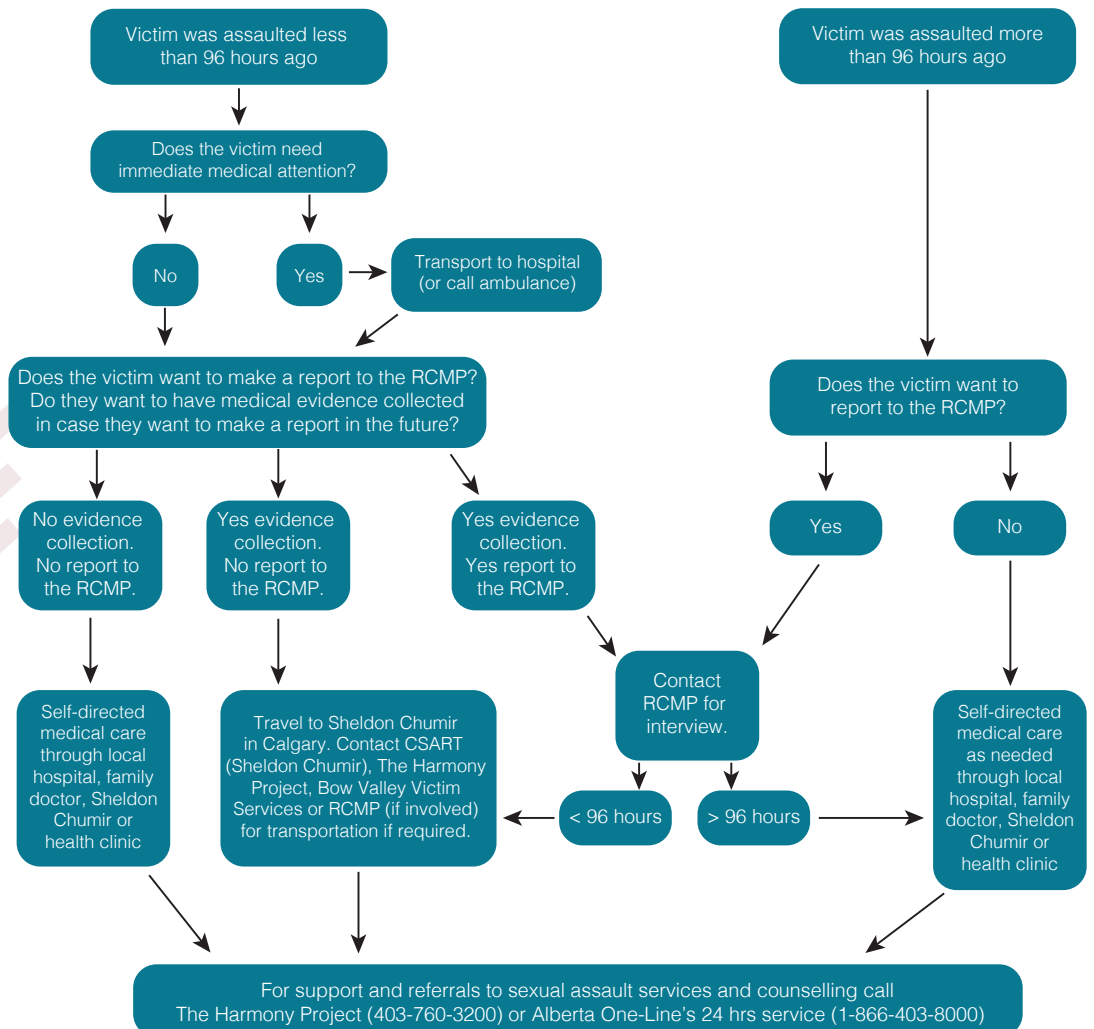 Victim was assaulted less
than 96 hours ago
Victim was assaulted more
than 96 hours ago
Does the victim need
immediate medical attention?
No
Yes
Transport to hospital
(or call ambulance)
Does the victim want to make a report to the RCMP?
Do they want to have medical evidence collected
in case they want to make a report in the future?
Does the victim want to
report to the RCMP?
No evidence
collection.
No report to
the RCMP.
Yes evidence
collection.
No report to
the RCMP.
Yes evidence
collection.
Yes report to
the RCMP.
Yes
No
Contact
RCMP for
interview.
Self-directed
medical care
through local
hospital, family
doctor, Sheldon
Chumir or
health clinic
Travel to Sheldon Chumir
in Calgary. Contact CSART
(Sheldon Chumir), The Harmony
Project, Bow Valley Victim
Services or RCMP (if involved)
for transportation if required.
< 96 hours
> 96 hours
Self-directed
medical care
as needed
through local
hospital, family
doctor, Sheldon
Chumir or
health clinic
For support and referrals to sexual assault services and counselling call
The Harmony Project (403-760-3200) or Alberta One-Line's 24 hrs service (1-866-403-8000)